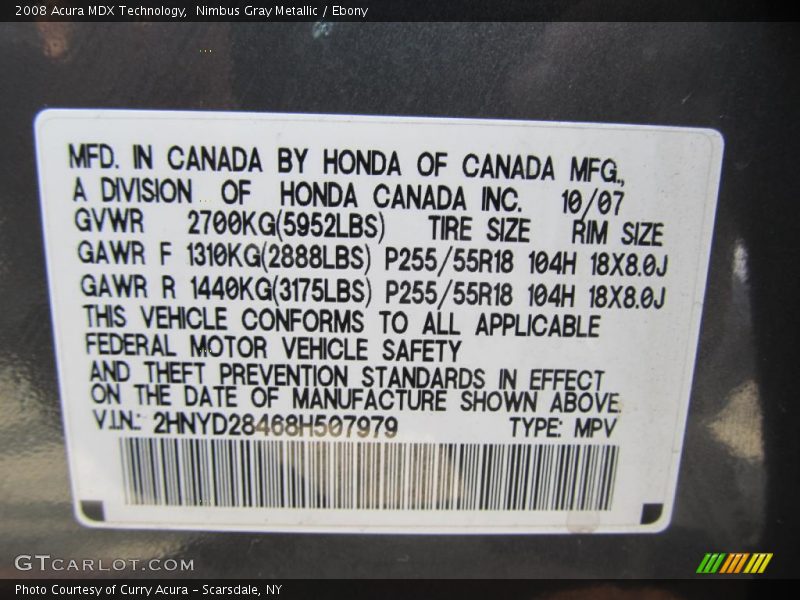 2008 Acura MDX Technology,  Nimbus Gray Metallic / Ebony
MFD. IN CANADA BY HONDA OF CANADA MFG.,
A DIVISION OF HONDA CANADA INC. 10/07
GVWR 2700KG(5952LBS) TIRE SIZE RIM SIZE
GAWR F 1310KG(2888LBS) P255/55R18 104H 18X8.0J
GAWR R 1440KG(3175LBS) P255/55R18 104H 18X8.0J
THIS VEHICLE CONFORMS TO ALL APPLICABLE
FEDERAL MOTOR VEHICLE SAFETY
AND THEFT PREVENTION STANDARDS IN EFFECT
ON THE DATE OF MANUFACTURE SHOWN ABOVE.
V.I.N.: 2HNYD28468H507979 TYPE: MPV
GTCARLOT.COM
Photo Courtesy of Curry Acura - Scarsdale, NY